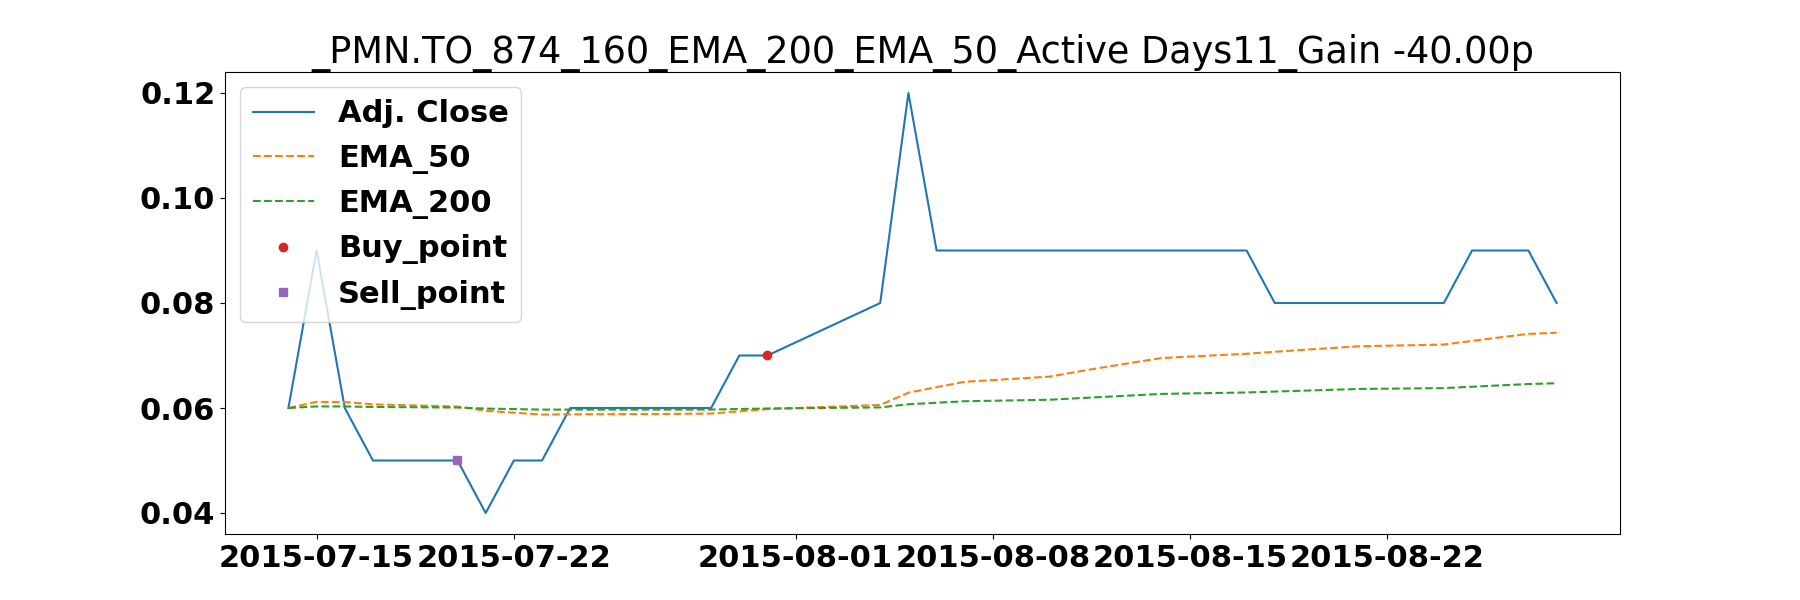 _PMN.TO_874_160_EMA_200_EMA_50_Active Days11_Gain -40.00p
0.12
0.10
0.08
0.06
0.04
Adj. Close
EMA_50
EMA_200
Buy_point
Sell_point
2015-07-15 2015-07-22 2015-08-01 2015-08-08 2015-08-15 2015-08-22